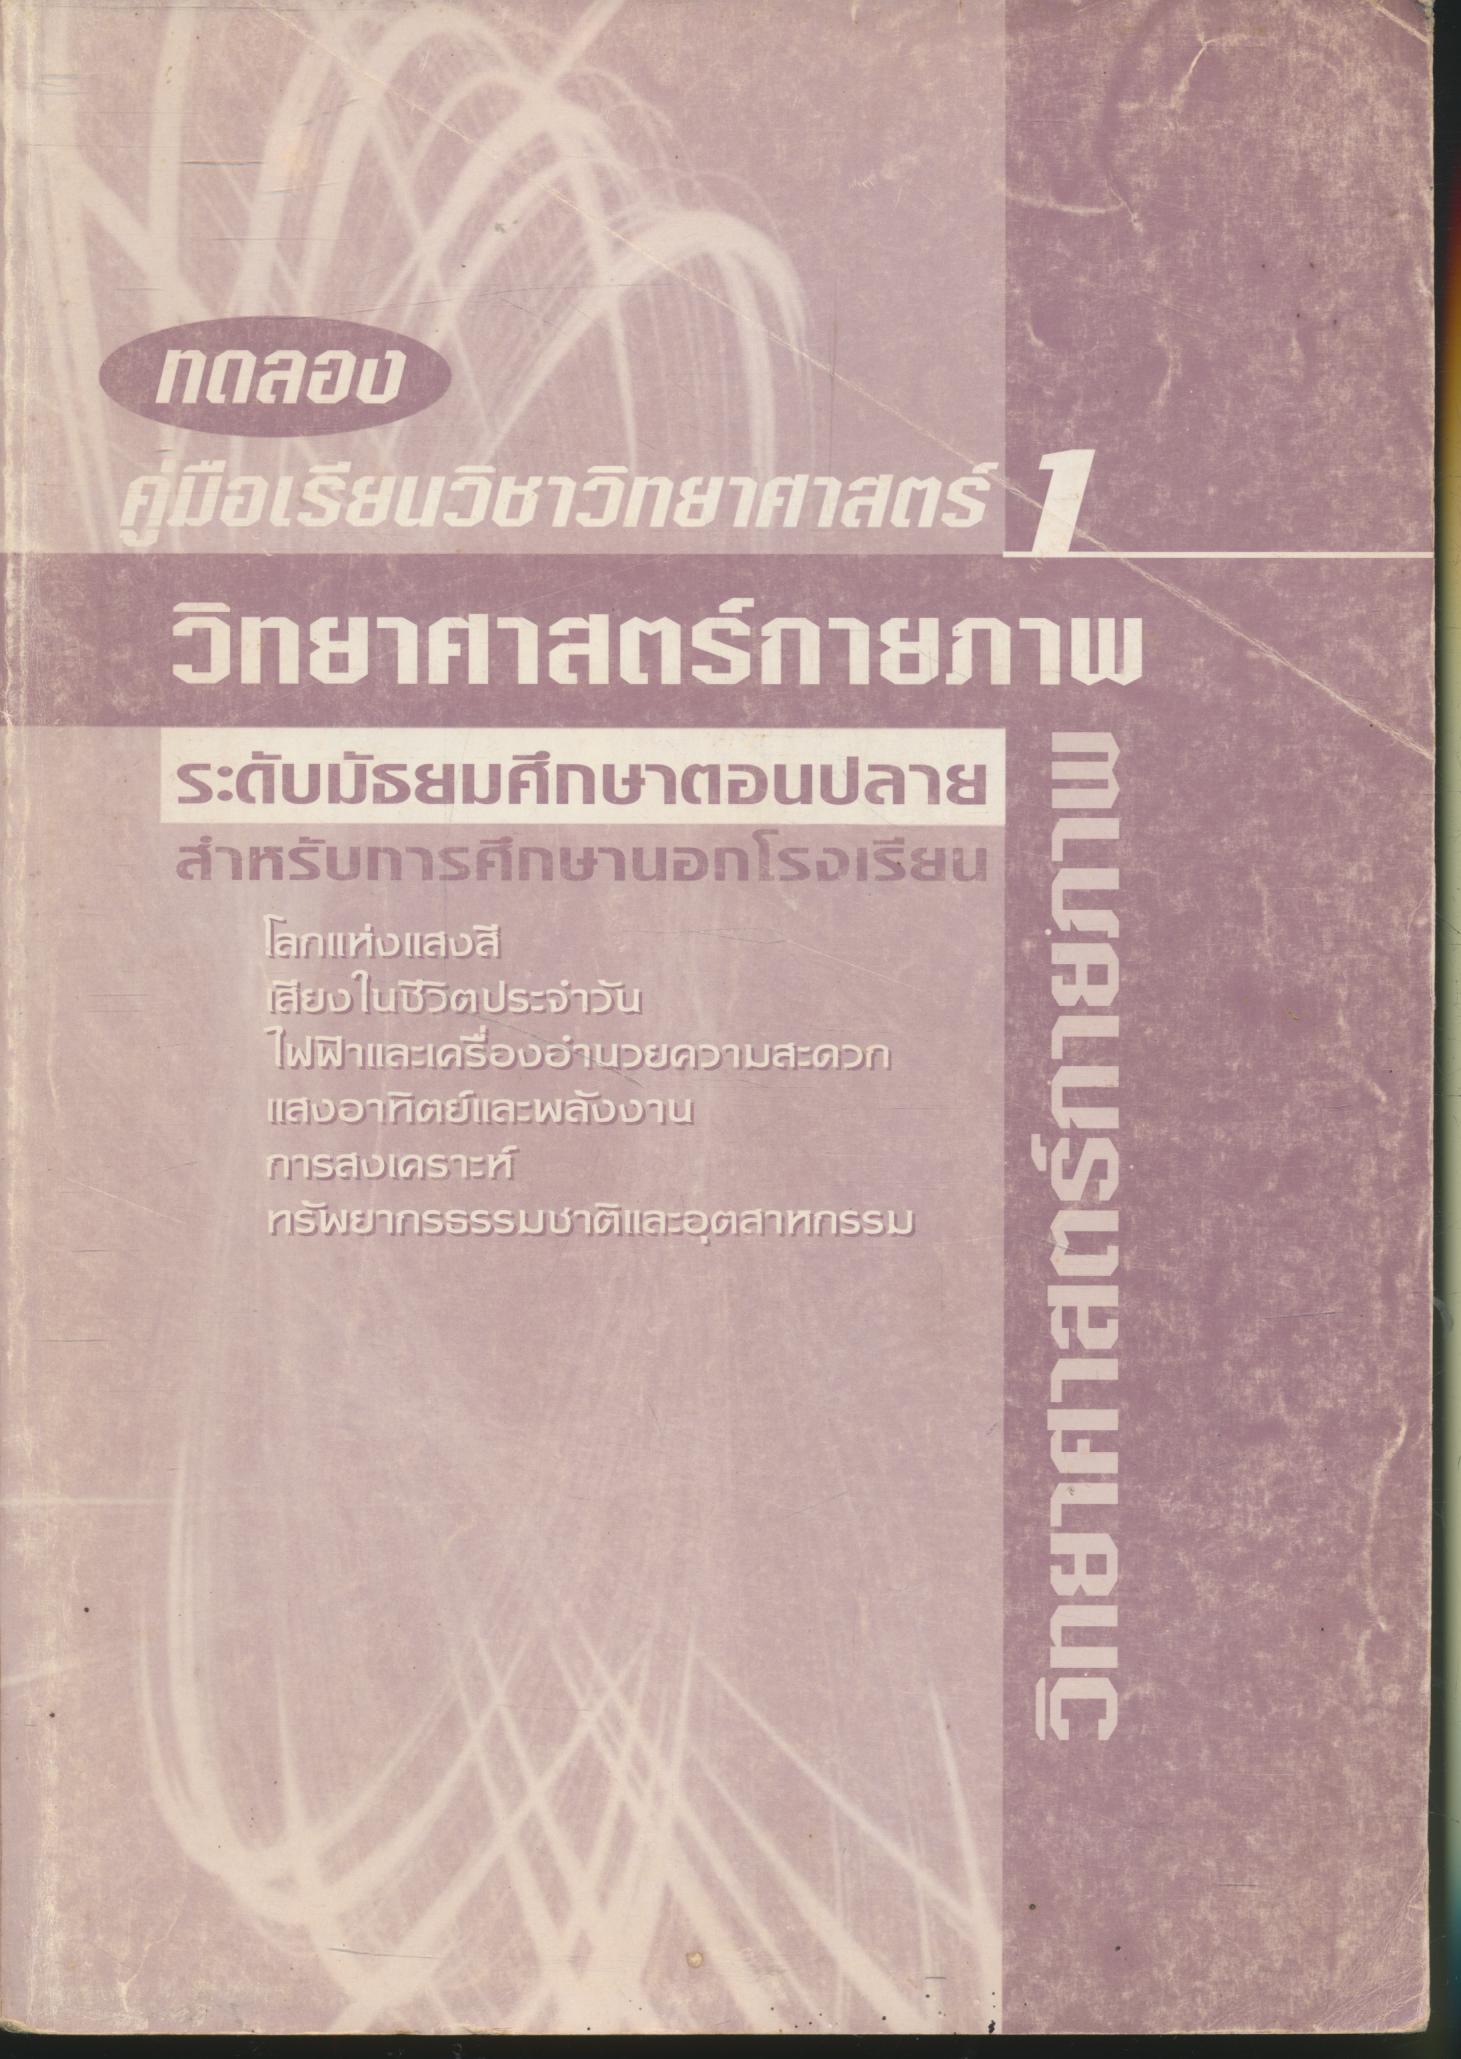 ทดลอง
คู่มือเรียนวิชาวิทยาศาสตร์ 1
วิทยาศาสตร์กายภาพ
ระดับมัธยมศึกษาตอนปลาย
สำหรับการศึกษานอกโรงเรียน
โลกแห่งแสงสี
เสียงในชีวิตประจำวัน
ไฟฟ้าและเครื่องอำนวยความสะดวก
แสงอาทิตย์และพลังงาน
การสงเคราะห์
ทรัพยากรธรรมชาติและอุตสาหกรรม
วิทยาศาสตร์กายภาพ